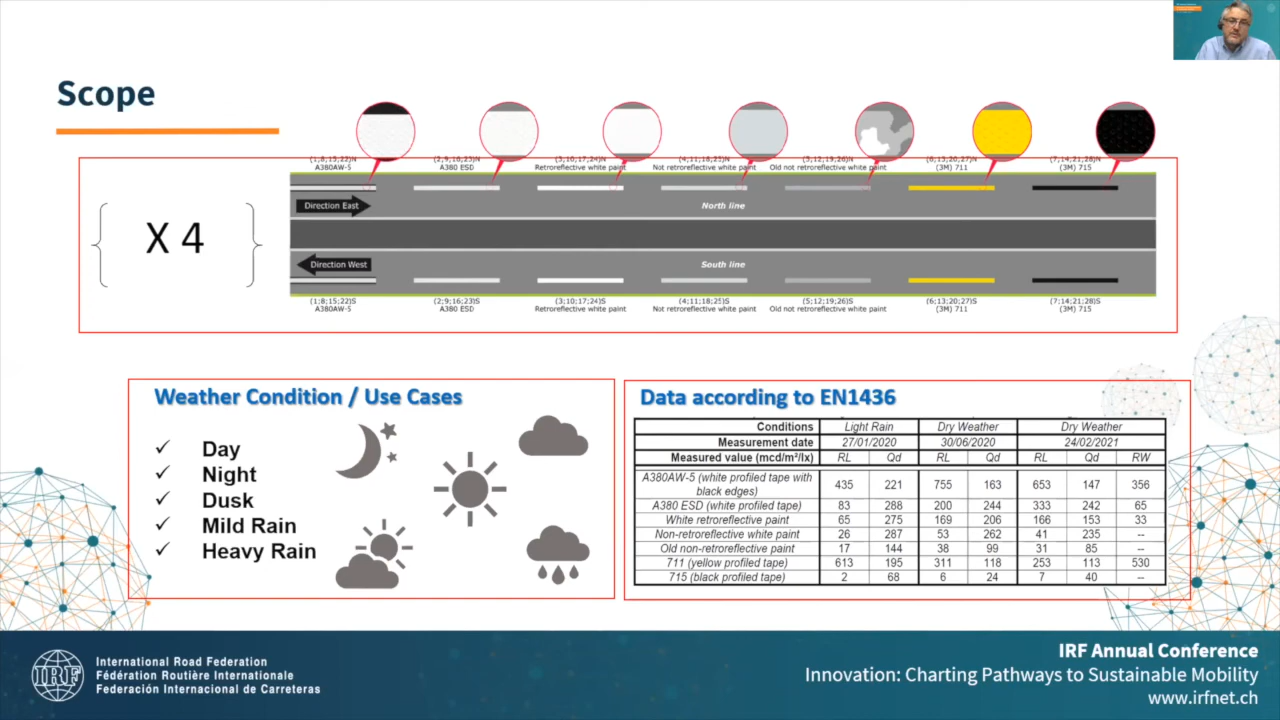 Scope
(1;8;15;22)N
A380AW-5
(2;9;16;23)N
A380 ESD
(3;10;17;24)N
Retroreflective white paint
(4;11;18;25)N
Not retroreflective white paint
(5;12;19;26)N
Old not retroreflective white paint
(6;13;20;27)N
(3M) 711
(7;14;21;28)N
(3M) 715
X 4
Direction East
North line
Direction West
South line
(1;8;15;22)S
A380AW-5
(2;9;16;23)S
A380 ESD
(3;10;17;24)S
Retroreflective white paint
(4;11;18;25)S
Not retroreflective white paint
(5;12;19;26)S
Old not retroreflective white paint
(6;13;20;27)S
(3M) 711
(7;14;21;28)S
(3M) 715
Weather Condition / Use Cases
✓ Day
✓ Night
✓ Dusk
✓ Mild Rain
✓ Heavy Rain
Data according to EN1436
Conditions Light Rain Dry Weather Dry Weather
Measurement date 27/01/2020 30/06/2020 24/02/2021
Measured value (mcd/m²/lx) RL Qd RL Qd RL Qd RW
A380AW-5 (white profiled tape with
black edges) 435 221 755 163 653 147 356
A380 ESD (white profiled tape) 83 288 200 244 333 242 65
White retroreflective paint 65 275 169 206 166 153 33
Non-retroreflective white paint 26 287 53 262 41 235 --
Old non-retroreflective paint 17 144 38 99 31 85 --
711 (yellow profiled tape) 613 195 311 118 253 113 530
715 (black profiled tape) 2 68 6 24 7 40 --
IRF
International Road Federation
Fédération Routière Internationale
Federación Internacional de Carreteras
IRF Annual Conference
Innovation: Charting Pathways to Sustainable Mobility
www.irfnet.ch